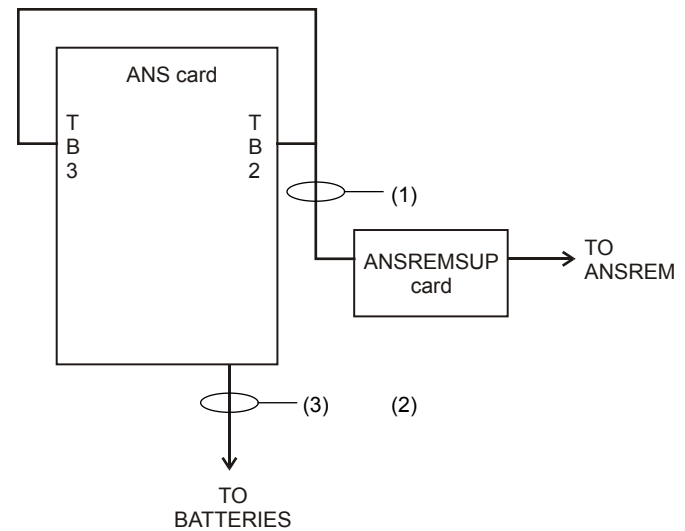 ANS card
T
B
3
T
B
2
(1)
ANSREMSUP
card
TO
ANSREM
(3)
(2)
TO
BATTERIES